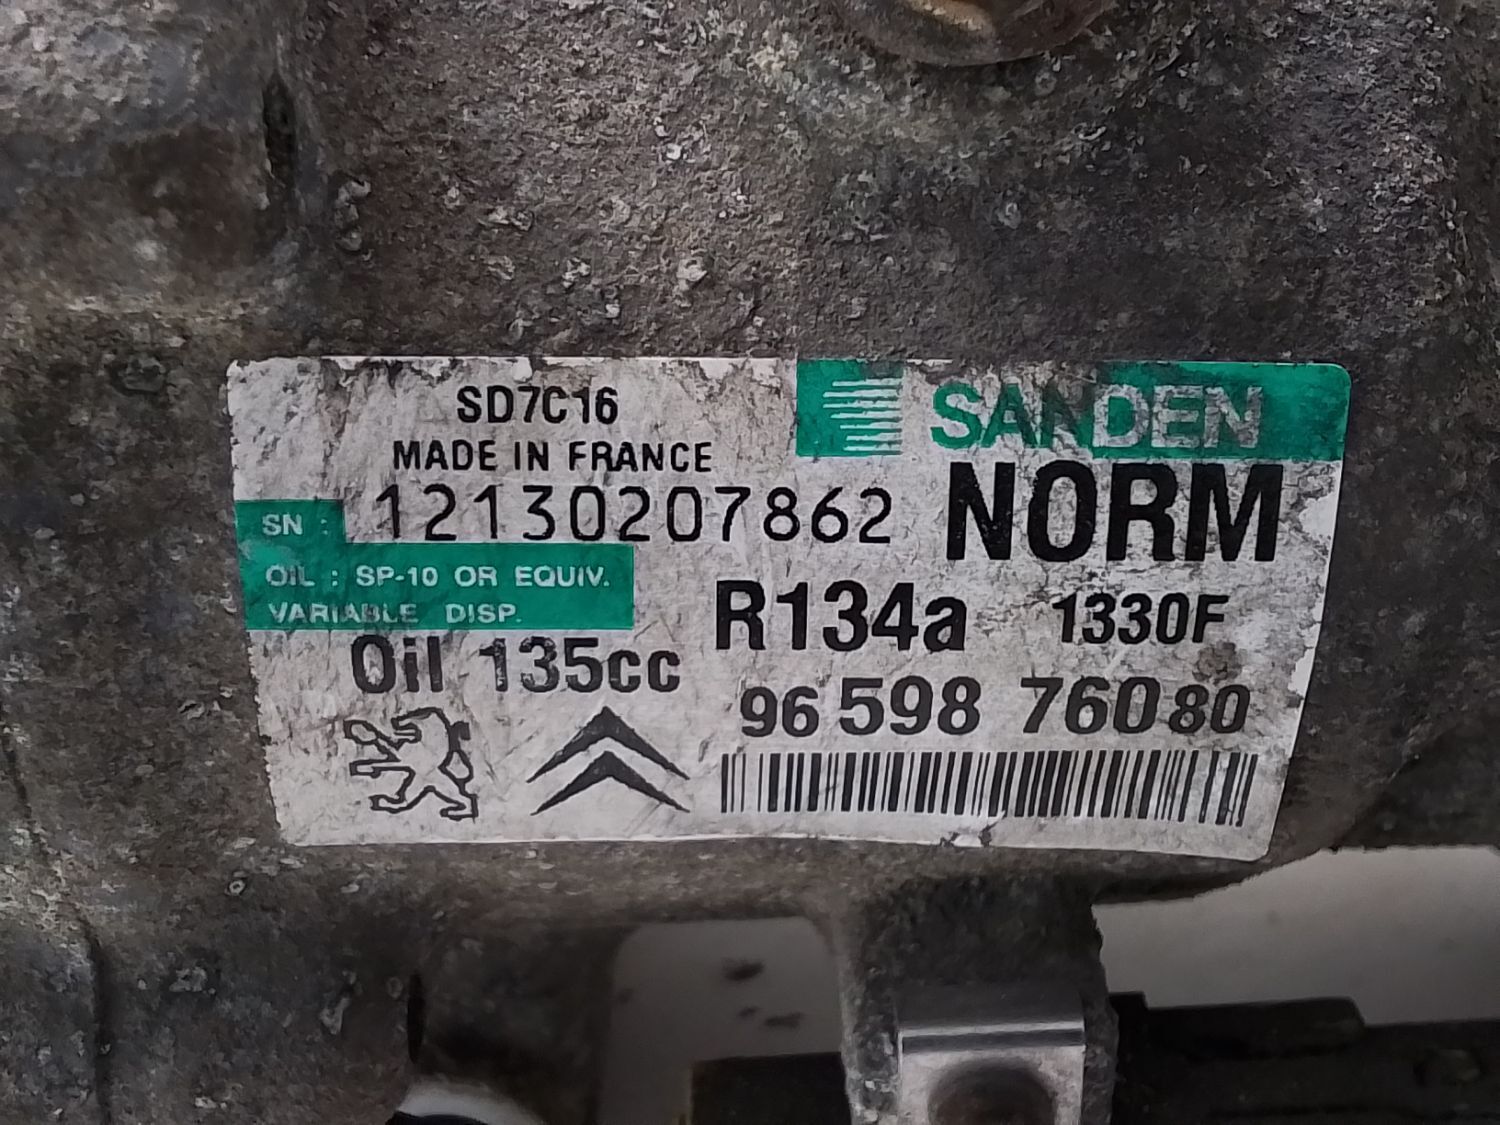 SD7C16
SANDEN
MADE IN FRANCE
SN : 12130207862
NORM
OIL : SP-10 OR EQUIV.
VARIABLE DISP.
R134a 1330F
Oil 135cc
96 598 760 80